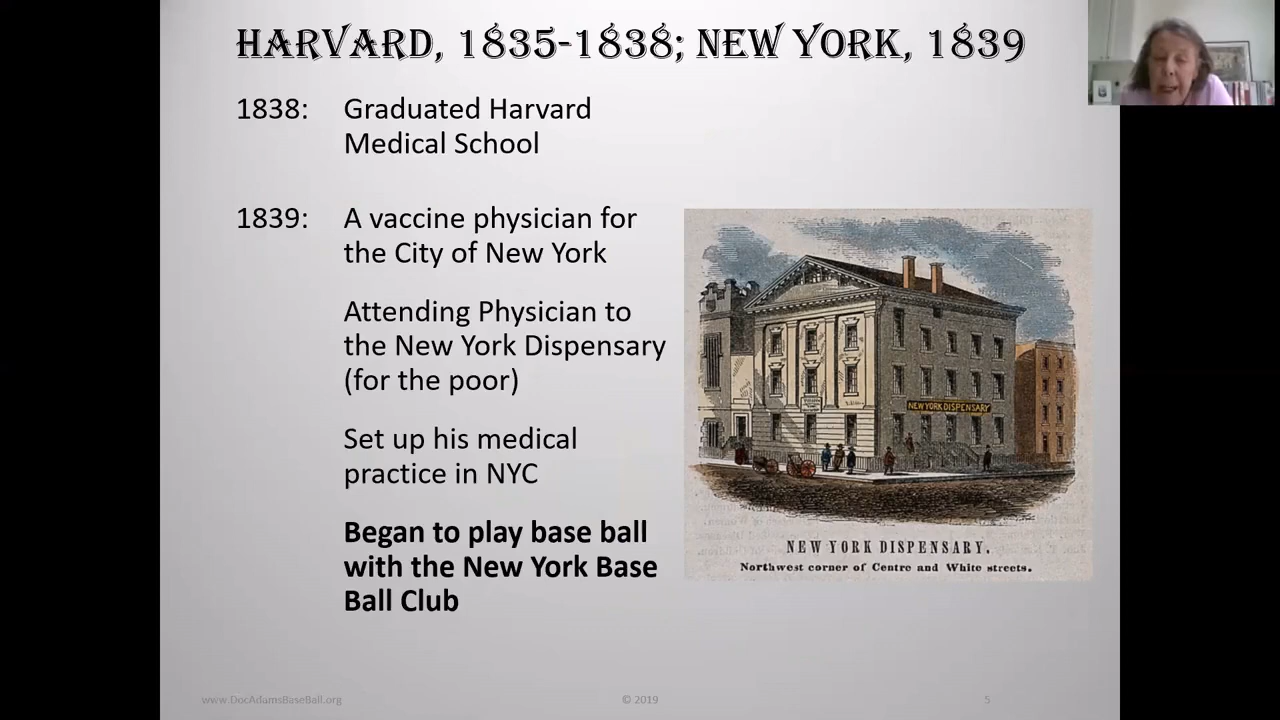 HARVARD, 1835-1838; NEW YORK, 1839
1838: Graduated Harvard
Medical School
1839: A vaccine physician for
the City of New York
Attending Physician to
the New York Dispensary
(for the poor)
Set up his medical
practice in NYC
Began to play base ball
with the New York Base
Ball Club
NEW YORK DISPENSARY
NEW YORK DISPENSARY.
Northwest corner of Centre and White streets.
www.DocAdamsBaseBall.org
© 2019
5